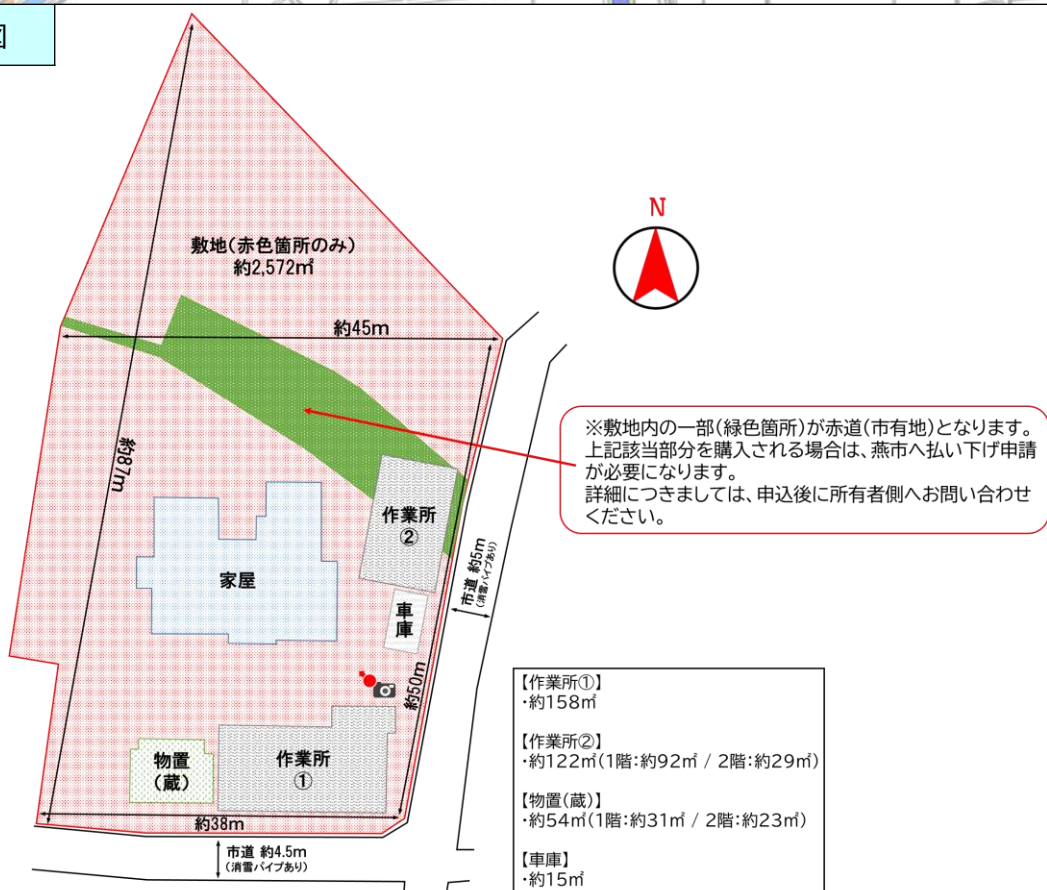 図
N
敷地(赤色箇所のみ)
約2,572㎡
約45m
約87m
※敷地内の一部(緑色箇所)が赤道(市有地)となります。
上記該当部分を購入される場合は、燕市へ払い下げ申請
が必要になります。
詳細につきましては、申込後に所有者側へお問い合わせ
ください。
作業所
②
家屋
市道 約5m
(消雪パイプあり)
車庫
約50m
物置
(蔵)
作業所
①
約38m
市道 約4.5m
(消雪パイプあり)
【作業所①】
・約158㎡
【作業所②】
・約122㎡(1階:約92㎡ / 2階:約29㎡)
【物置(蔵)】
・約54㎡(1階:約31㎡ / 2階:約23㎡)
【車庫】
・約15㎡